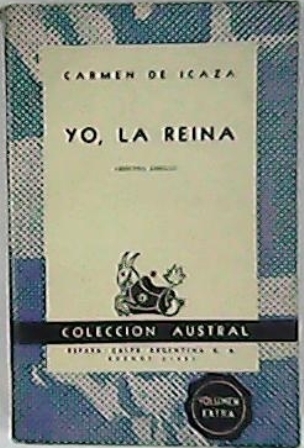 CARMEN DE ICAZA
YO, LA REINA
COLECCION AUSTRAL
ESPASA CALPE ARGENTINA S. A.
BUENOS AIRES
VOLUMEN
EXTRA